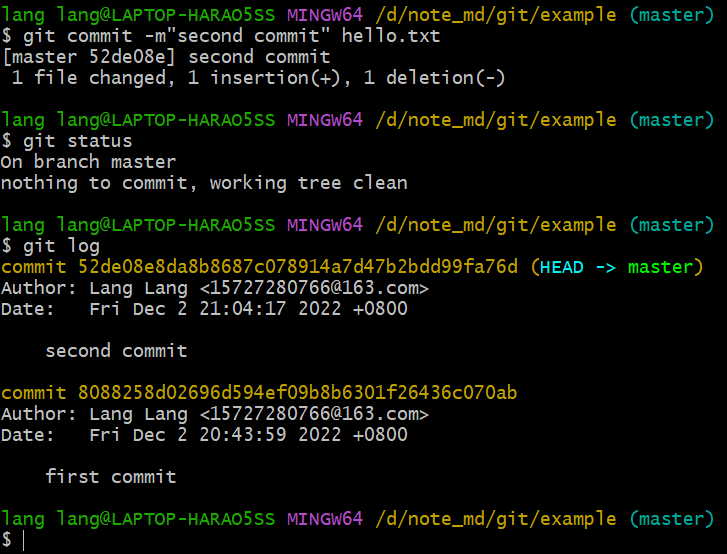 lang lang@LAPTOP-HARAO5SS MINGW64 /d/note_md/git/example (master)
$ git commit -m"second commit" hello.txt
[master 52de08e] second commit
 1 file changed, 1 insertion(+), 1 deletion(-)
lang lang@LAPTOP-HARAO5SS MINGW64 /d/note_md/git/example (master)
$ git status
On branch master
nothing to commit, working tree clean
lang lang@LAPTOP-HARAO5SS MINGW64 /d/note_md/git/example (master)
$ git log
commit 52de08e8da8b8687c078914a7d47b2bdd99fa76d (HEAD -> master)
Author: Lang Lang <15727280766@163.com>
Date:   Fri Dec 2 21:04:17 2022 +0800
    second commit
commit 8088258d02696d594ef09b8b6301f26436c070ab
Author: Lang Lang <15727280766@163.com>
Date:   Fri Dec 2 20:43:59 2022 +0800
    first commit
lang lang@LAPTOP-HARAO5SS MINGW64 /d/note_md/git/example (master)
$